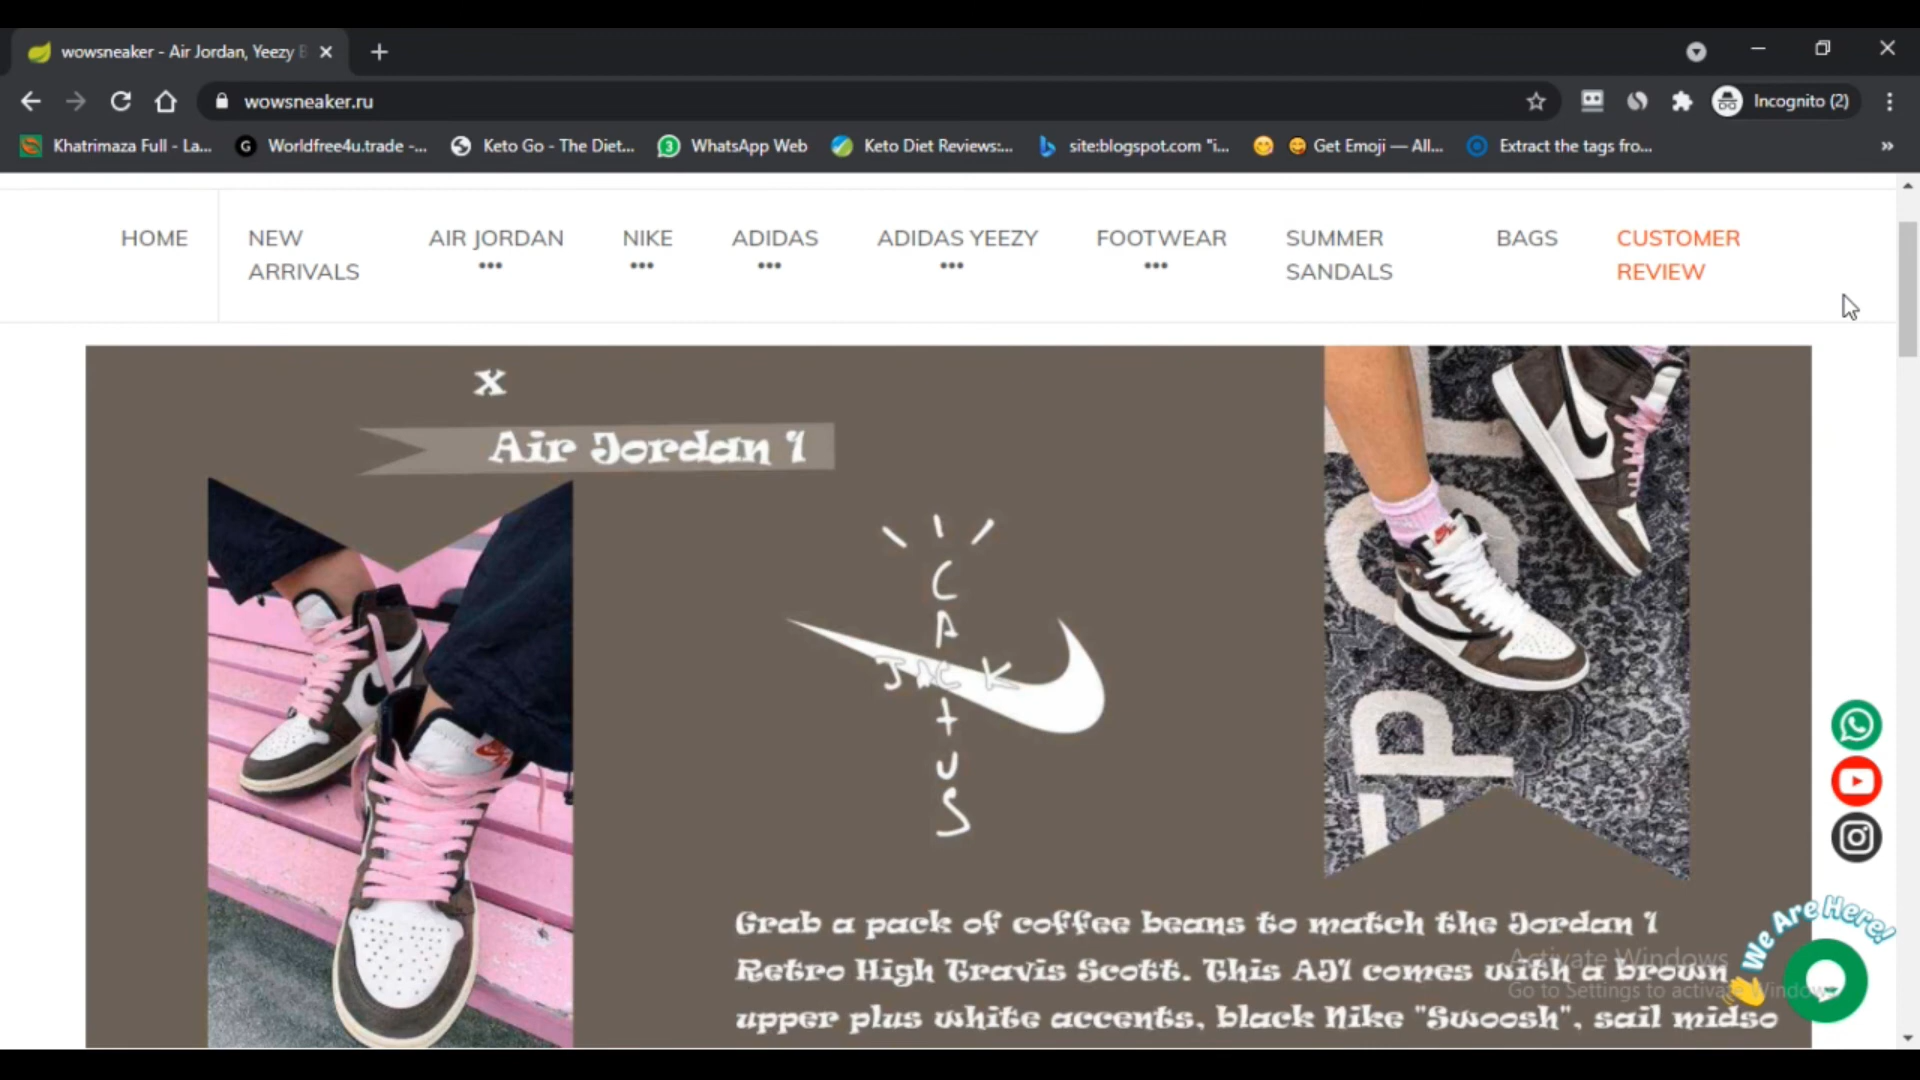 wowsneaker - Air Jordan, Yeezy B
wowsneaker.ru
Incognito (2)
Khatrimaza Full - La...
Worldfree4u.trade -...
Keto Go - The Diet...
3
WhatsApp Web
Keto Diet Reviews:...
site:blogspot.com "i...
Get Emoji — All...
Extract the tags fro...
HOME
NEW
ARRIVALS
AIR JORDAN
NIKE
ADIDAS
ADIDAS YEEZY
FOOTWEAR
SUMMER
SANDALS
BAGS
CUSTOMER
REVIEW
x
Air Jordan 1
CACTUS
JACK
Grab a pack of coffee beans to match the Jordan 1
Retro High Travis Scott. This AJ1 comes with a brown
upper plus white accents, black Nike "Swoosh", sail midso
We Are Here!
Activate Windows
Go to Settings to activate Windows